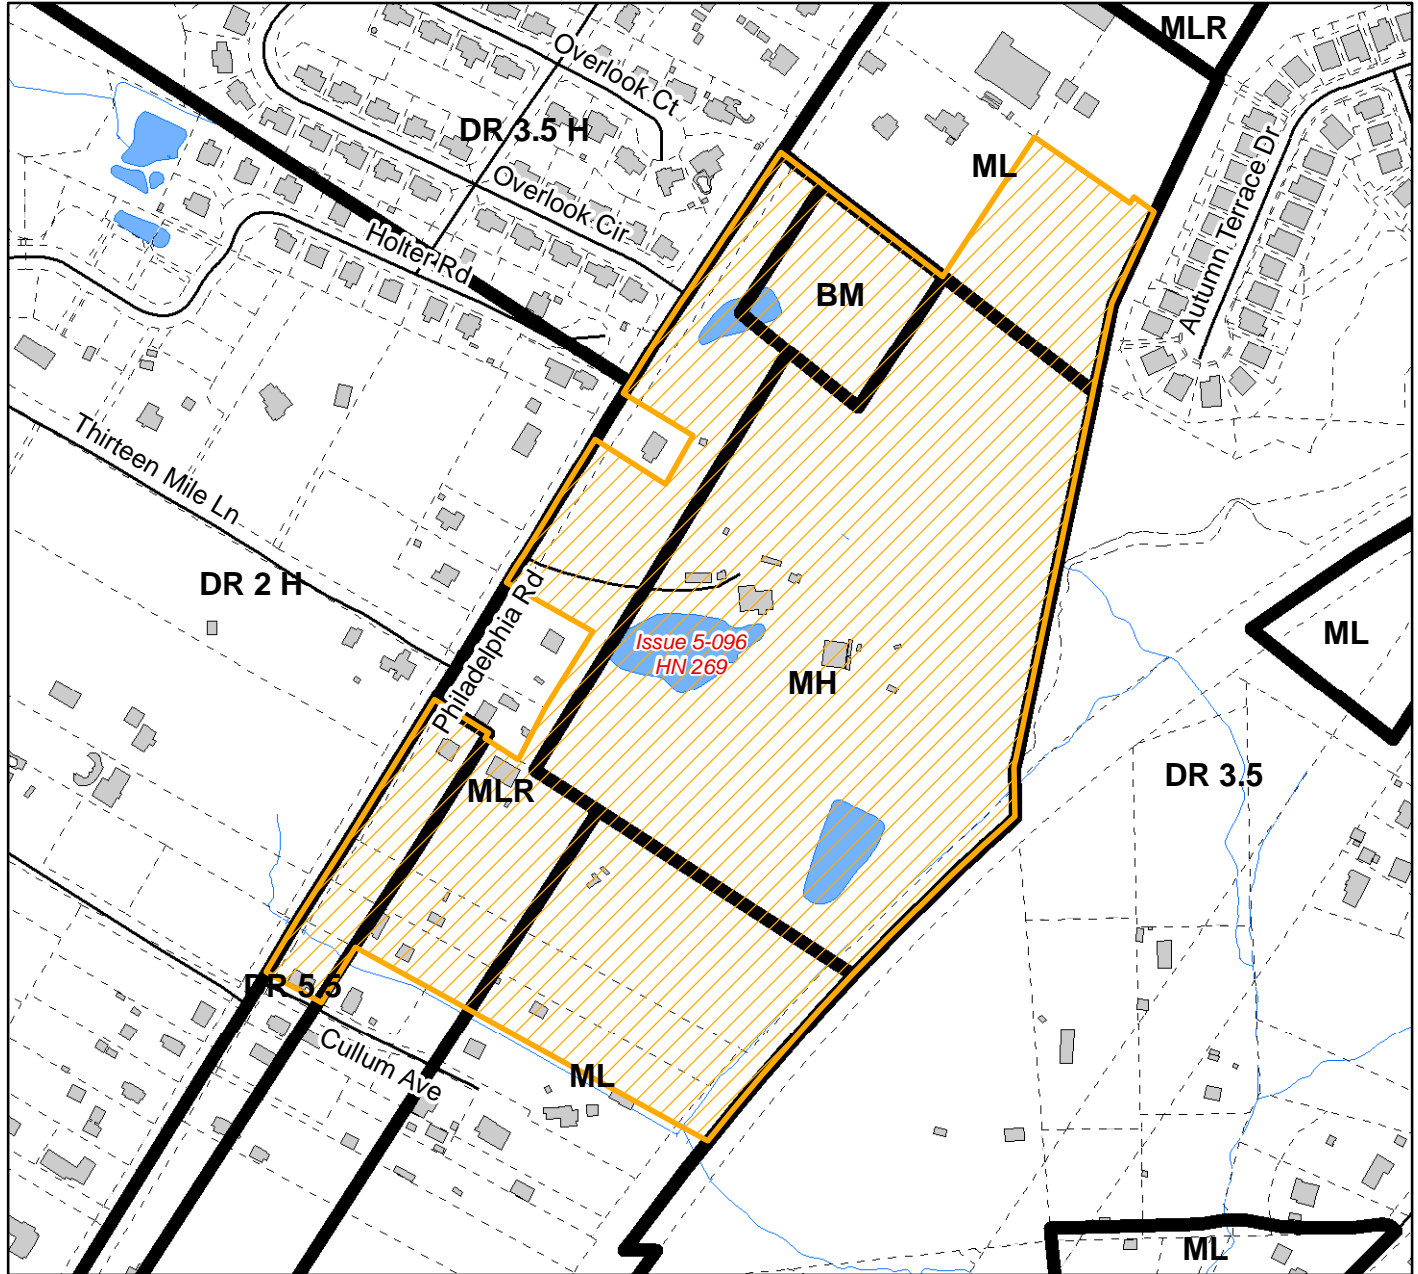 MLR
Overlook Ct
DR 3.5 H
ML
Autumn Terrace Dr
Overlook Cir
Holter Rd
BM
Thirteen Mile Ln
DR 2 H
Philadelphia Rd
Issue 5-096
HN 269
ML
MH
DR 3.5
MLR
DR 5.5
Cullum Ave
ML
ML